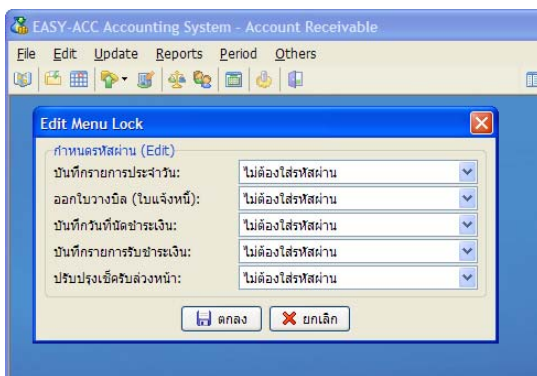 EASY-ACC Accounting System - Account Receivable
File Edit Update Reports Period Others
Edit Menu Lock
กำหนดรหัสผ่าน (Edit)
บันทึกรายการประจำวัน: ไม่ต้องใส่รหัสผ่าน
ออกใบวางบิล (ใบแจ้งหนี้): ไม่ต้องใส่รหัสผ่าน
บันทึกวันที่นัดชำระเงิน: ไม่ต้องใส่รหัสผ่าน
บันทึกรายการรับชำระเงิน: ไม่ต้องใส่รหัสผ่าน
ปรับปรุงเช็ครับล่วงหน้า: ไม่ต้องใส่รหัสผ่าน
ตกลง ยกเลิก